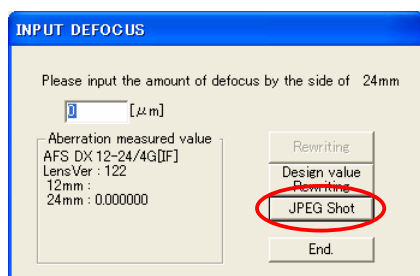 INPUT DEFOCUS
Please input the amount of defocus by the side of 24mm
0 [μm]
Aberration measured value
AFS DX 12-24/4G[IF]
LensVer : 122
12mm :
24mm : 0.000000
Rewriting
Design value
Rewriting
JPEG Shot
End.